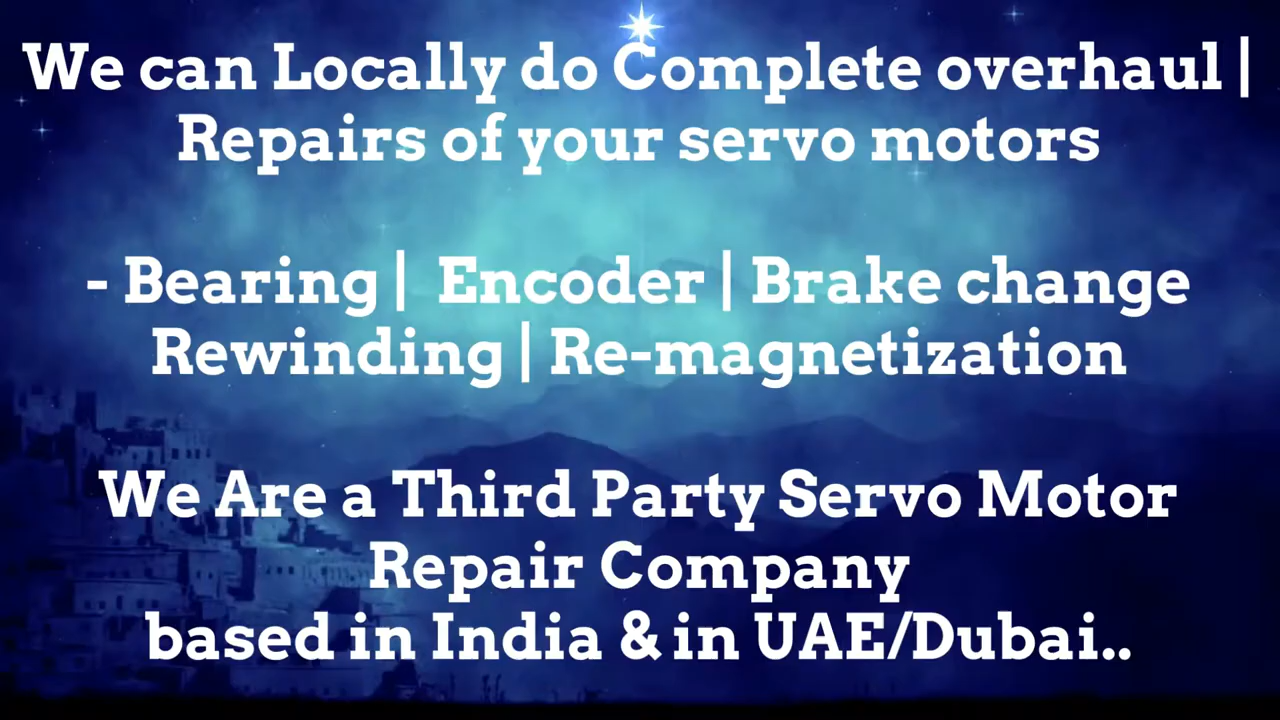 We can Locally do Complete overhaul |
Repairs of your servo motors
- Bearing | Encoder | Brake change
Rewinding | Re-magnetization
We Are a Third Party Servo Motor
Repair Company
based in India & in UAE/Dubai..